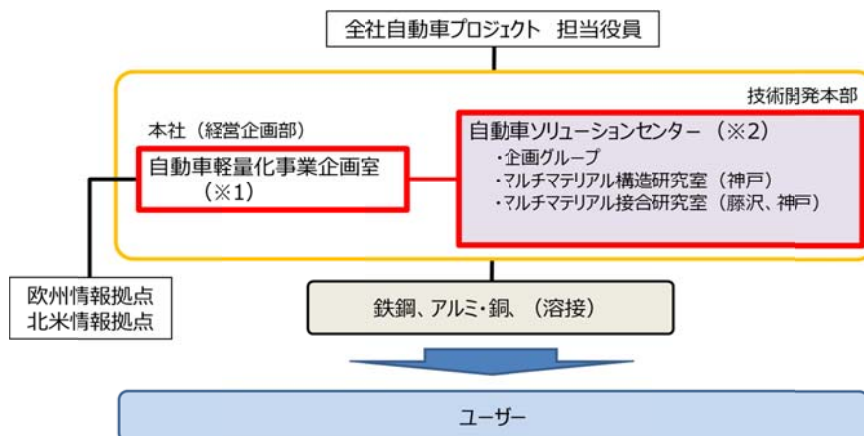 全社自動車プロジェクト 担当役員
技術開発本部
本社（経営企画部）
自動車軽量化事業企画室
（※1）
自動車ソリューションセンター （※2）
・企画グループ
・マルチマテリアル構造研究室（神戸）
・マルチマテリアル接合研究室（藤沢、神戸）
欧州情報拠点
北米情報拠点
鉄鋼、アルミ・銅、（溶接）
ユーザー